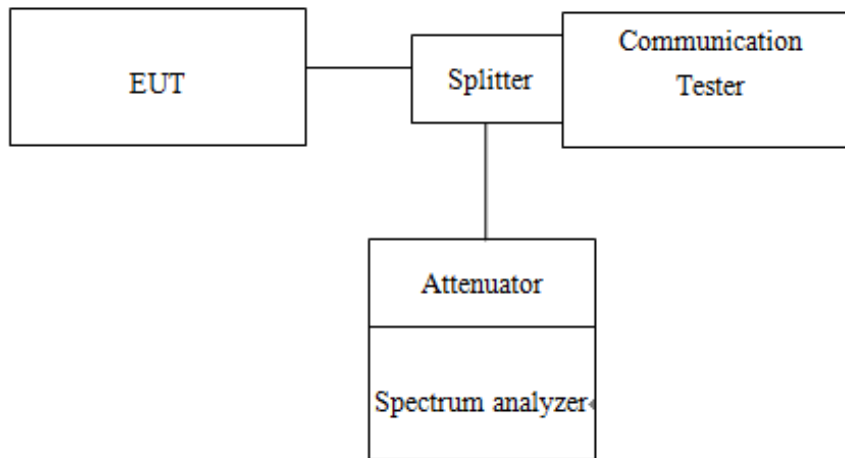 EUT
Splitter
Communication
Tester
Attenuator
Spectrum analyzer